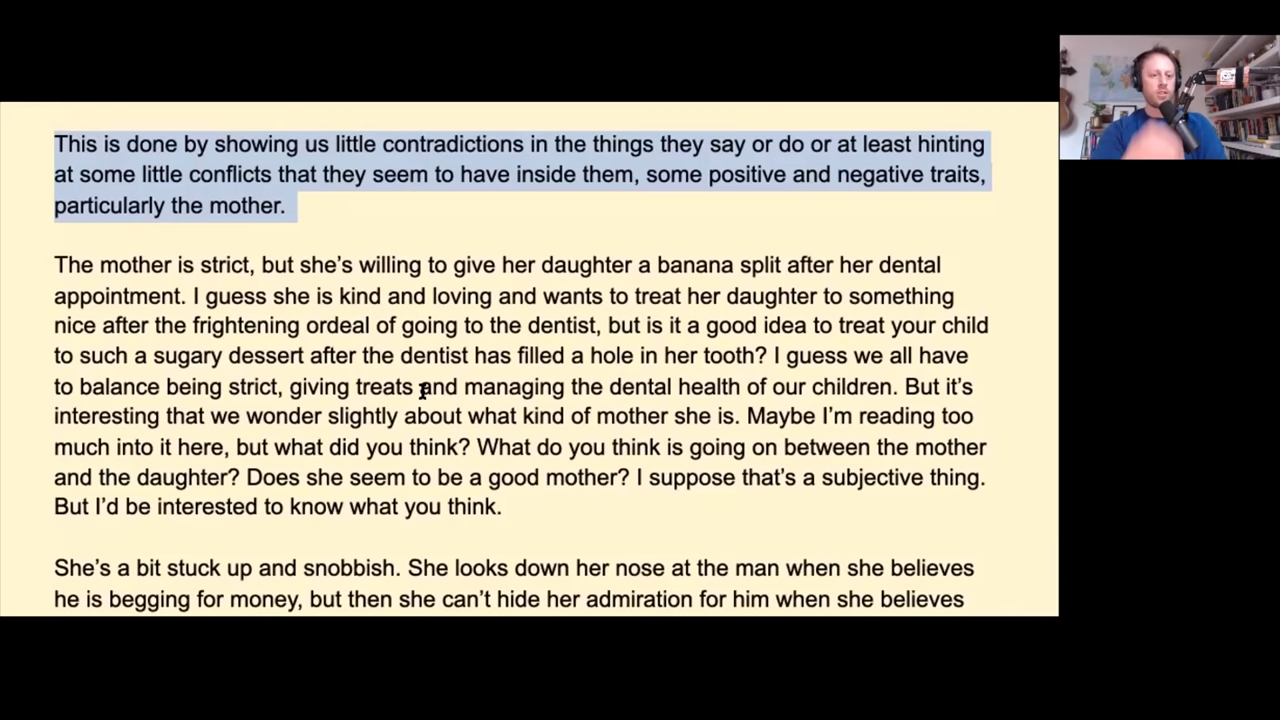 This is done by showing us little contradictions in the things they say or do or at least hinting
at some little conflicts that they seem to have inside them, some positive and negative traits,
particularly the mother.
The mother is strict, but she’s willing to give her daughter a banana split after her dental
appointment. I guess she is kind and loving and wants to treat her daughter to something
nice after the frightening ordeal of going to the dentist, but is it a good idea to treat your child
to such a sugary dessert after the dentist has filled a hole in her tooth? I guess we all have
to balance being strict, giving treats and managing the dental health of our children. But it’s
interesting that we wonder slightly about what kind of mother she is. Maybe I’m reading too
much into it here, but what did you think? What do you think is going on between the mother
and the daughter? Does she seem to be a good mother? I suppose that’s a subjective thing.
But I’d be interested to know what you think.
She’s a bit stuck up and snobbish. She looks down her nose at the man when she believes
he is begging for money, but then she can’t hide her admiration for him when she believes